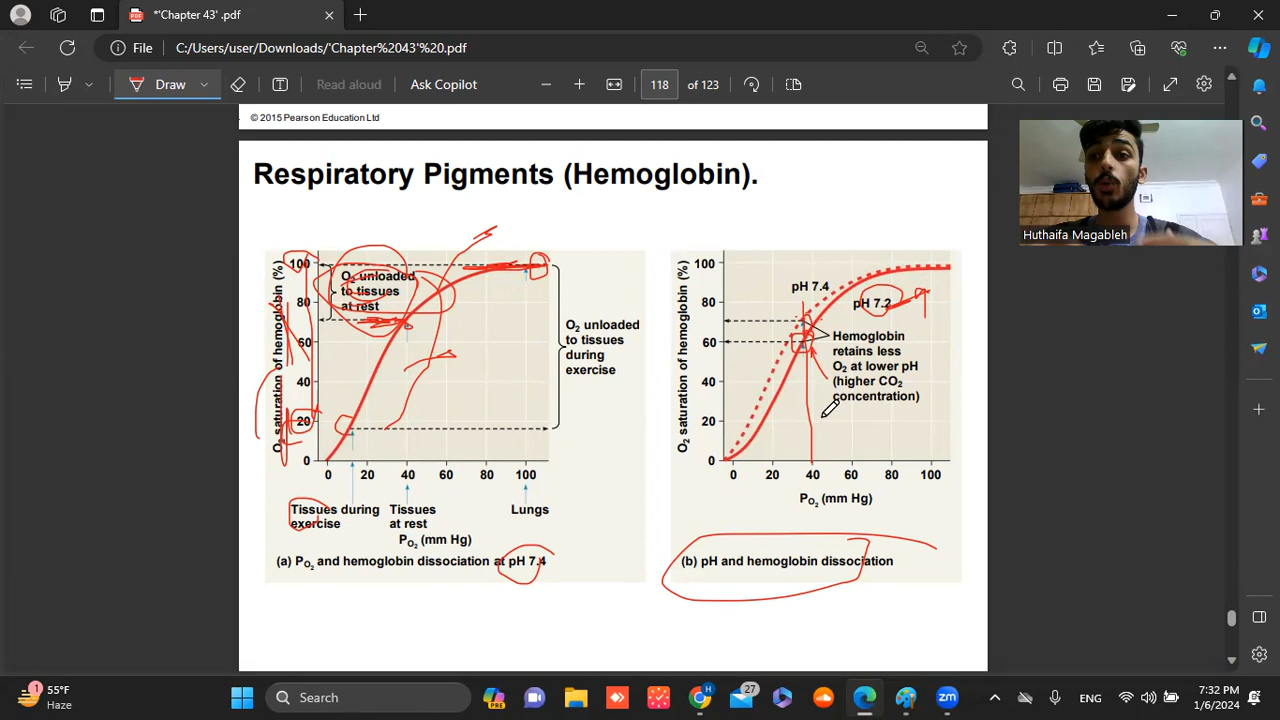 *'Chapter 43' .pdf
File
C:/Users/user/Downloads/'Chapter%2043'%20.pdf
Draw
Read aloud
Ask Copilot
118
of 123
© 2015 Pearson Education Ltd
Respiratory Pigments (Hemoglobin).
Huthaifa Magableh
O2 saturation of hemoglobin (%)
100
80
60
40
20
0
O2 unloaded
to tissues
at rest
O2 unloaded
to tissues
during
exercise
0 20 40 60 80 100
Tissues during
exercise
Tissues
at rest
Lungs
PO2 (mm Hg)
(a) PO2 and hemoglobin dissociation at pH 7.4
O2 saturation of hemoglobin (%)
100
80
60
40
20
0
pH 7.4
pH 7.2
Hemoglobin
retains less
O2 at lower pH
(higher CO2
concentration)
0 20 40 60 80 100
PO2 (mm Hg)
(b) pH and hemoglobin dissociation
1
55°F
Haze
Search
PRE
27
ENG
7:32 PM
1/6/2024